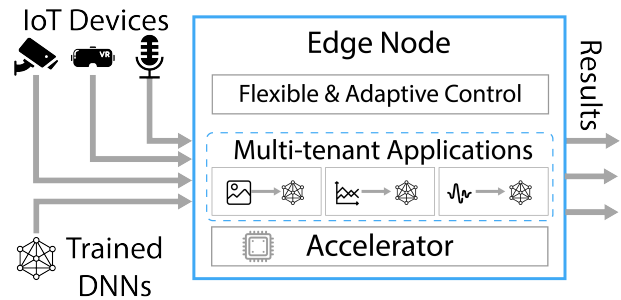 IoT Devices
VR
Edge Node
Flexible & Adaptive Control
Multi-tenant Applications
Accelerator
Trained
DNNs
Results